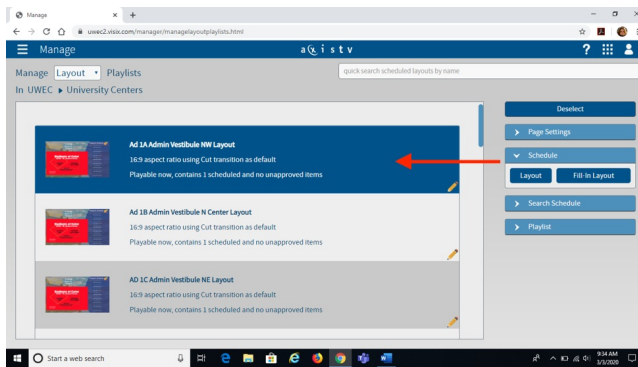 Manage
uwec2.visix.com/manager/managelayoutplaylists.html
Manage
axistv
?
Manage Layout Playlists
quick search scheduled layouts by name
In UWEC ▸ University Centers
Deselect
Page Settings
Schedule
Layout Fill-In Layout
Search Schedule
Playlist
Ad 1A Admin Vestibule NW Layout
16:9 aspect ratio using Cut transition as default
Playable now, contains 1 scheduled and no unapproved items
Ad 1B Admin Vestibule N Center Layout
16:9 aspect ratio using Cut transition as default
Playable now, contains 1 scheduled and no unapproved items
AD 1C Admin Vestibule NE Layout
16:9 aspect ratio using Cut transition as default
Playable now, contains 1 scheduled and no unapproved items
Start a web search
9:34 AM
3/3/2020